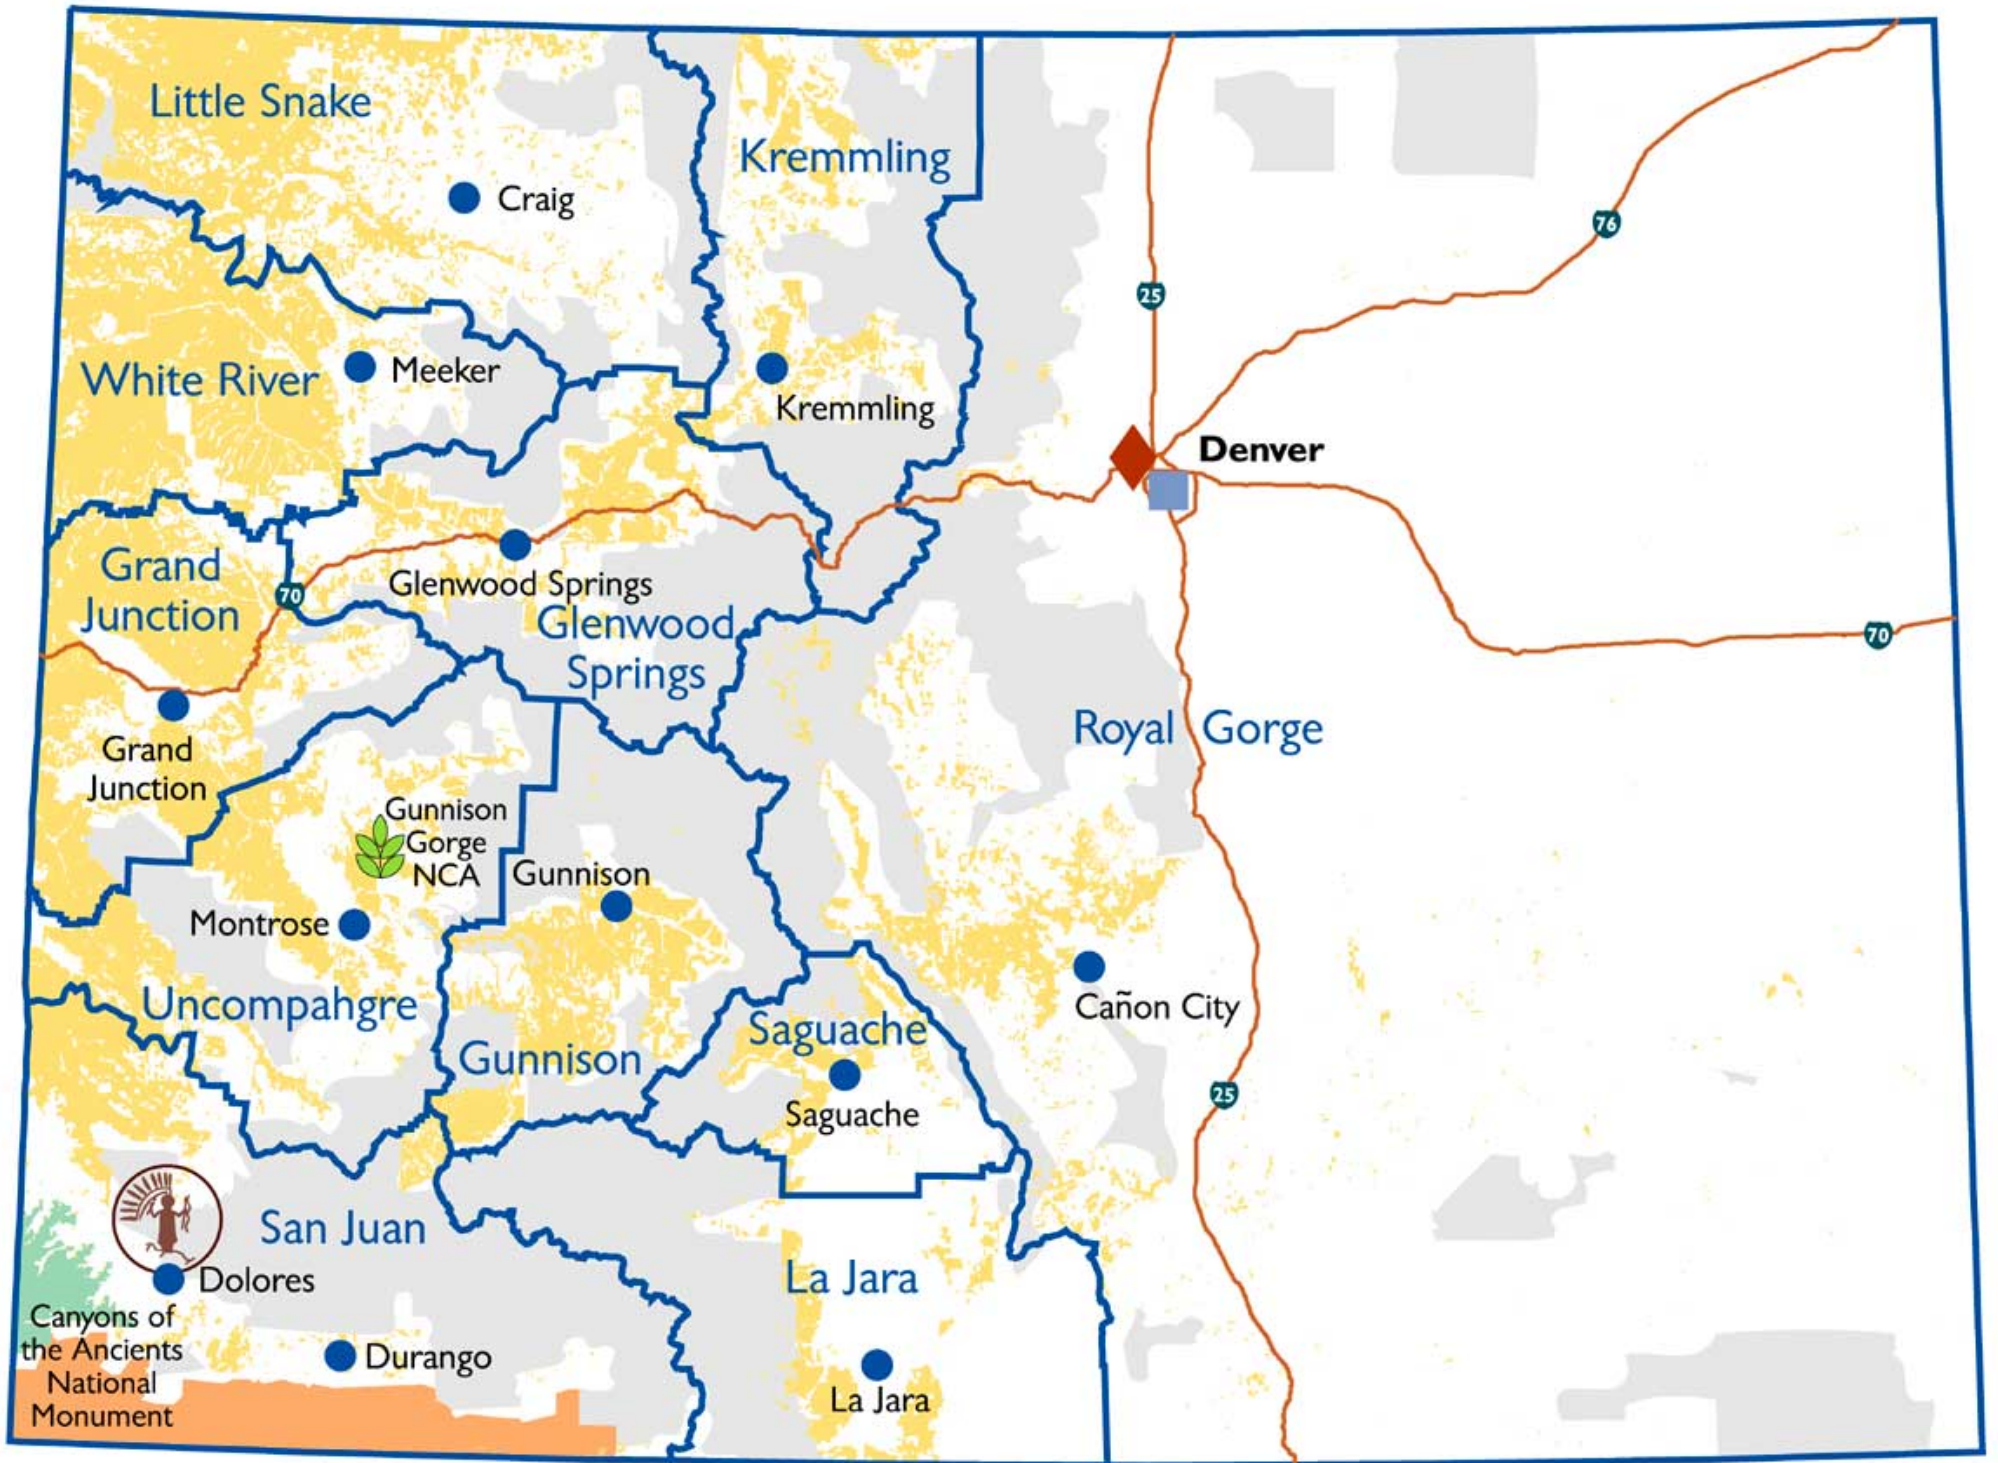 Little Snake
Kremmling
Craig
76
25
White River
Meeker
Kremmling
Denver
Grand
Junction
70
Glenwood Springs
Glenwood
Springs
70
Grand
Junction
Royal Gorge
Gunnison
Gorge
NCA
Gunnison
Montrose
Cañon City
Uncompahgre
Gunnison
Saguache
Saguache
25
San Juan
Dolores
La Jara
Canyons of
the Ancients
National
Monument
Durango
La Jara